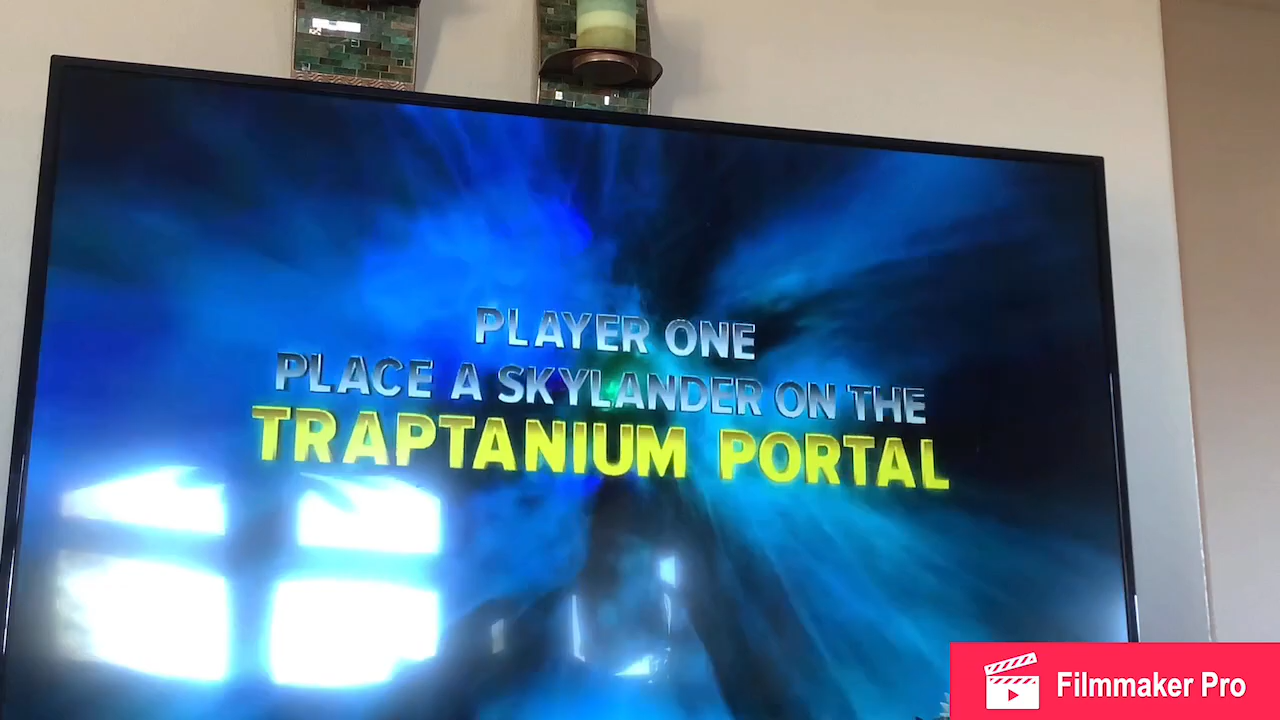 PLAYER ONE
PLACE A SKYLANDER ON THE
TRAPTANIUM PORTAL
Filmmaker Pro